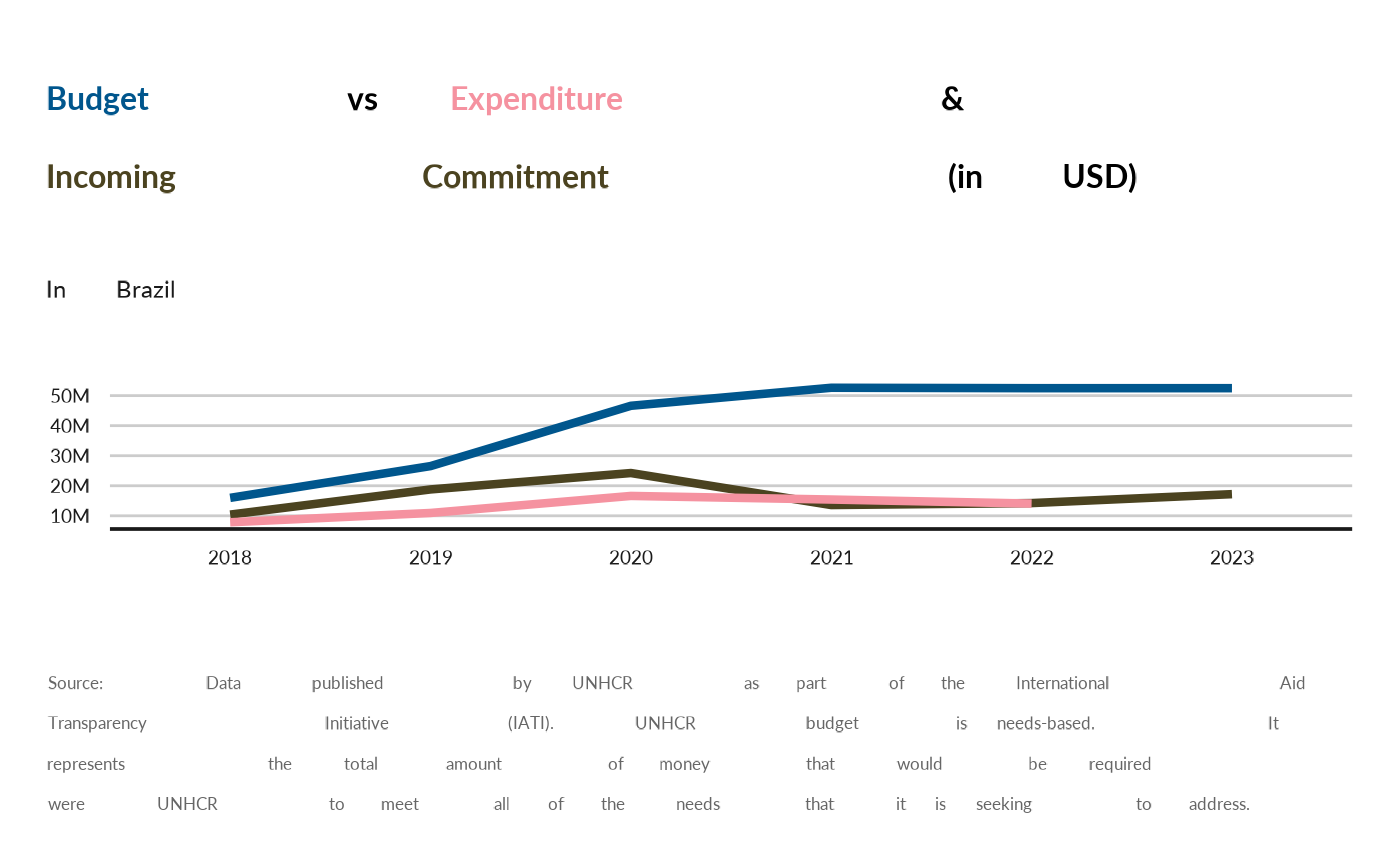 Budget vs Expenditure &
Incoming Commitment (in USD)
In Brazil
50M
40M
30M
20M
10M
2018 2019 2020 2021 2022 2023
Source: Data published by UNHCR as part of the International Aid
Transparency Initiative (IATI). UNHCR budget is needs-based. It
represents the total amount of money that would be required
were UNHCR to meet all of the needs that it is seeking to address.